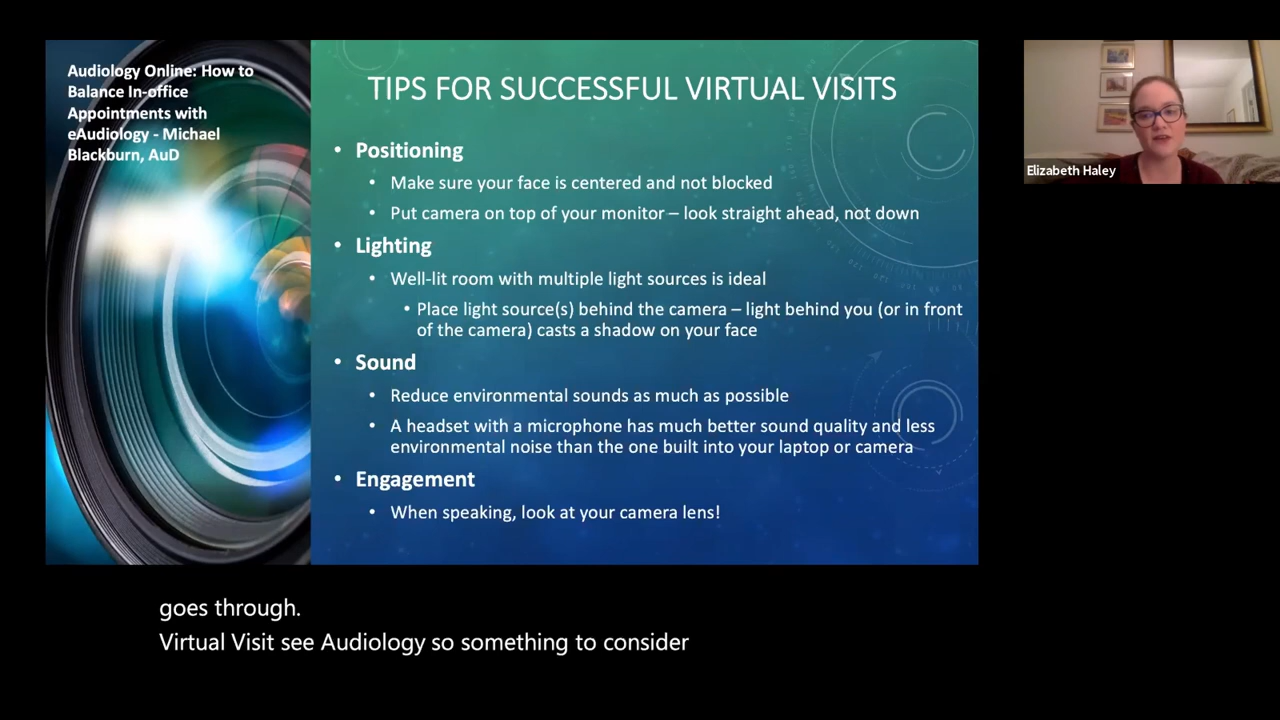 Audiology Online: How to
Balance In-office
Appointments with
eAudiology - Michael
Blackburn, AuD
TIPS FOR SUCCESSFUL VIRTUAL VISITS
• Positioning
• Make sure your face is centered and not blocked
• Put camera on top of your monitor – look straight ahead, not down
• Lighting
• Well-lit room with multiple light sources is ideal
• Place light source(s) behind the camera – light behind you (or in front
of the camera) casts a shadow on your face
• Sound
• Reduce environmental sounds as much as possible
• A headset with a microphone has much better sound quality and less
environmental noise than the one built into your laptop or camera
• Engagement
• When speaking, look at your camera lens!
Elizabeth Haley
goes through.
Virtual Visit see Audiology so something to consider